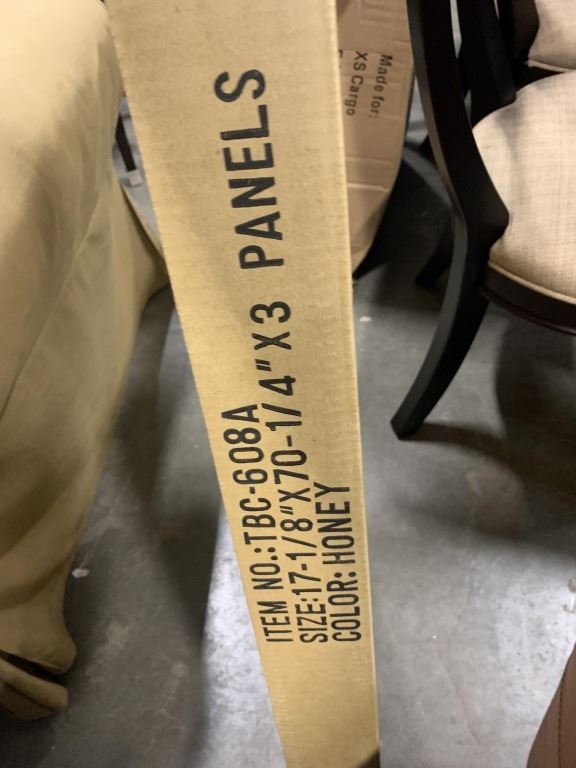 ITEM NO.:TBC-608A
SIZE:17-1/8"X70-1/4"X3 PANELS
COLOR: HONEY
Made for:
XS Cargo